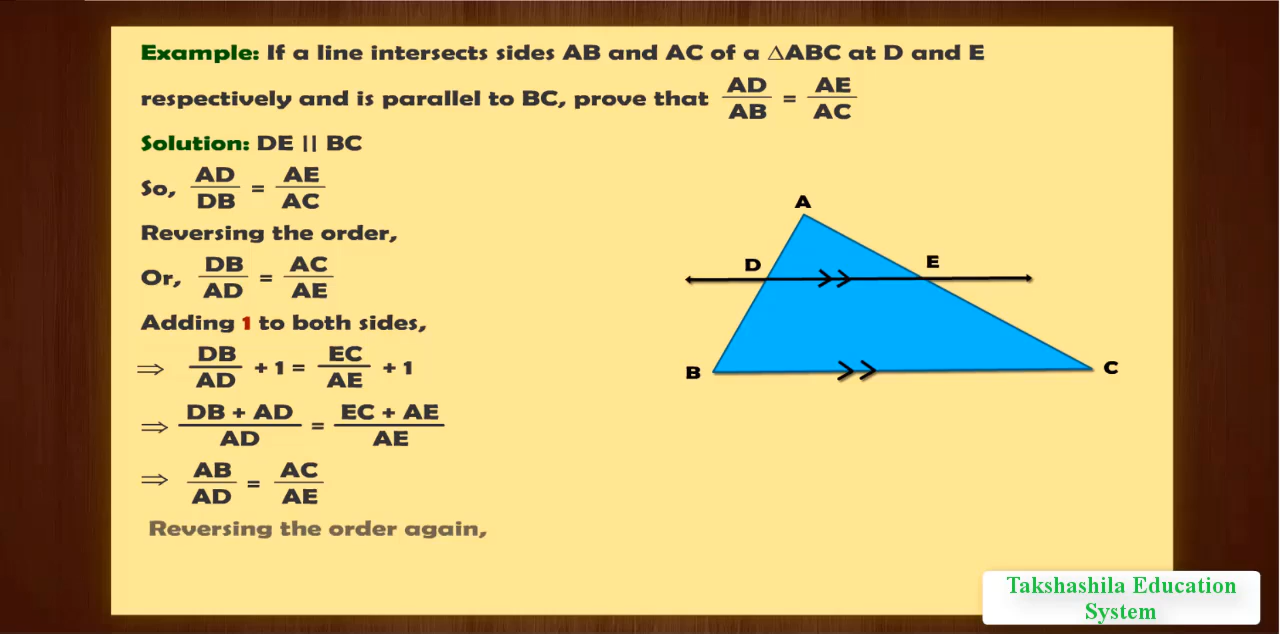 Example: If a line intersects sides AB and AC of a △ABC at D and E
respectively and is parallel to BC, prove that AD/AB = AE/AC
Solution: DE || BC
So, AD/DB = AE/AC
Reversing the order,
Or, DB/AD = AC/AE
Adding 1 to both sides,
⇒ DB/AD + 1 = EC/AE + 1
⇒ DB + AD/AD = EC + AE/AE
⇒ AB/AD = AC/AE
Reversing the order again,
A
D
E
B
C
Takshashila Education
System